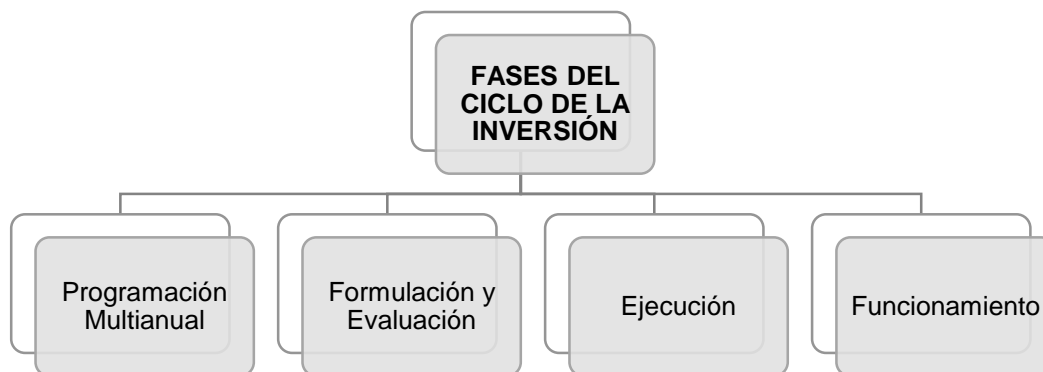 FASES DEL
CICLO DE LA
INVERSIÓN
Programación
Multianual
Formulación y
Evaluación
Ejecución
Funcionamiento